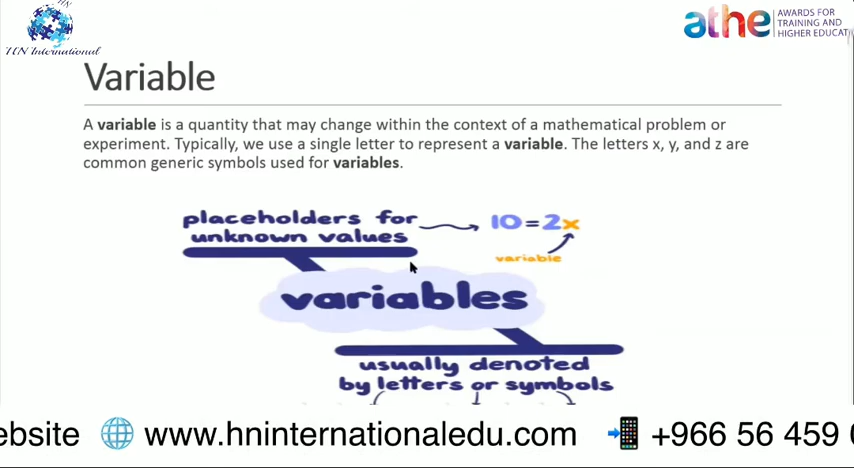 HN International
athe
AWARDS FOR
TRAINING AND
HIGHER EDUCAT
Variable
A variable is a quantity that may change within the context of a mathematical problem or
experiment. Typically, we use a single letter to represent a variable. The letters x, y, and z are
common generic symbols used for variables.
placeholders for
unknown values
10=2x
variable
variables
usually denoted
by letters or symbols
ebsite 🌐 www.hninternationaledu.com 📲 +966 56 459